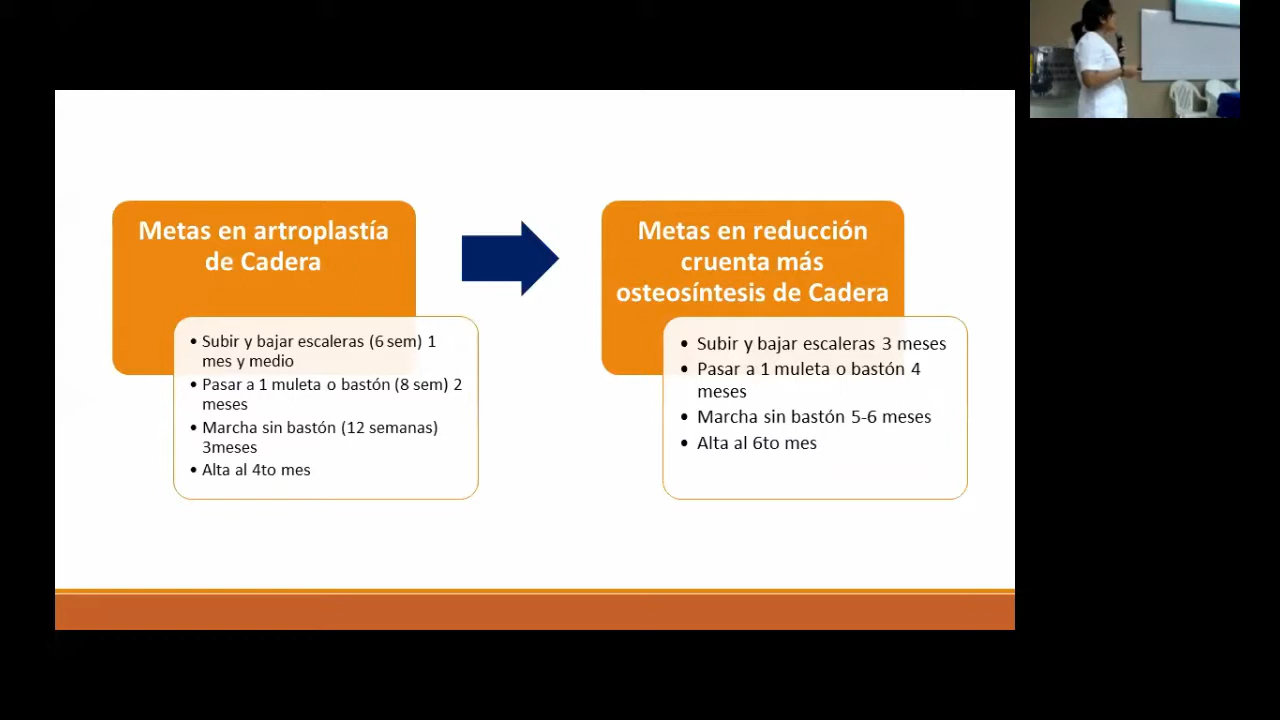 Metas en artroplastía
de Cadera
• Subir y bajar escaleras (6 sem) 1
mes y medio
• Pasar a 1 muleta o bastón (8 sem) 2
meses
• Marcha sin bastón (12 semanas)
3meses
• Alta al 4to mes
Metas en reducción
cruenta más
osteosíntesis de Cadera
• Subir y bajar escaleras 3 meses
• Pasar a 1 muleta o bastón 4
meses
• Marcha sin bastón 5-6 meses
• Alta al 6to mes